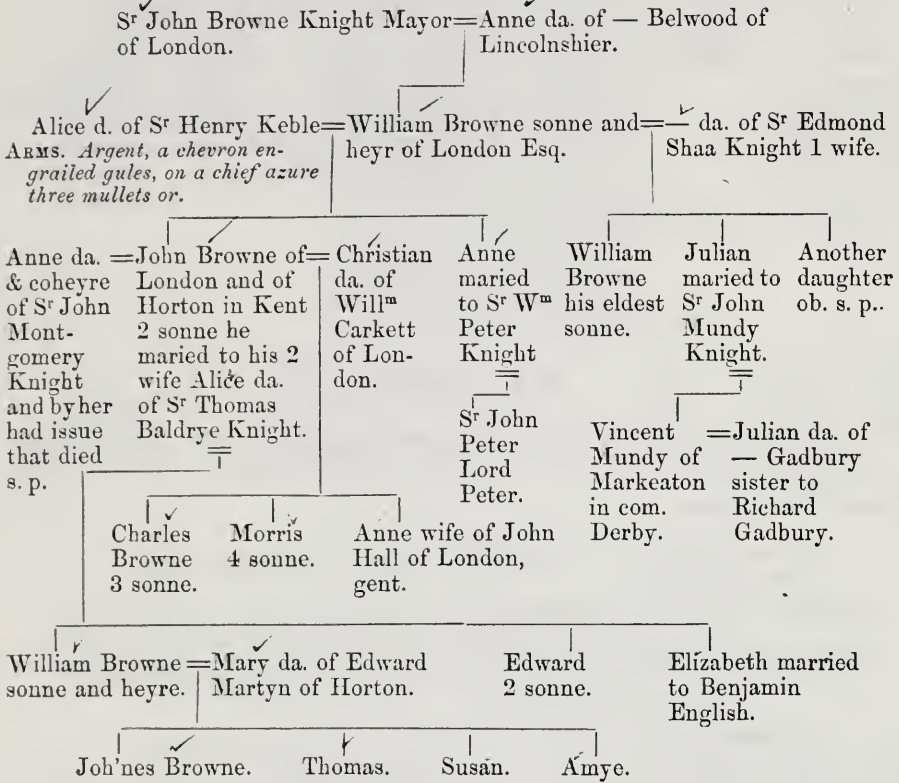 Sr John Browne Knight Mayor=Anne da. of — Belwood of
of London.
Lincolnshier.
Alice d. of Sr Henry Keble=William Browne sonne and=— da. of Sr Edmond
heyr of London Esq.
Shaa Knight 1 wife.
ARMS. Argent, a chevron en-
grailed gules, on a chief azure
three mullets or.
Anne da.
& coheyre
of Sr John
Mont-
gomery
Knight
and by her
had issue
that died
s. p.
=John Browne of=
London and of
Horton in Kent
2 sonne he
maried to his 2
wife Alice da.
of Sr Thomas
Baldrye Knight.
Christian
da. of
Willm
Carkett
of Lon-
don.
Anne
maried
to Sr Wm
Peter
Knight
Sr John
Peter
Lord
Peter.
William
Browne
his eldest
sonne.
Julian
maried to
Sr John
Mundy
Knight.
Another
daughter
ob. s. p..
Vincent
Mundy of
Markeaton
in com.
Derby.
=Julian da. of
— Gadbury
sister to
Richard
Gadbury.
Charles
Browne
3 sonne.
Morris
4 sonne.
Anne wife of John
Hall of London,
gent.
William Browne=Mary da. of Edward
sonne and heyre.
Martyn of Horton.
Edward
2 sonne.
Elizabeth married
to Benjamin
English.
Joh'nes Browne.
Thomas.
Susan.
Amye.